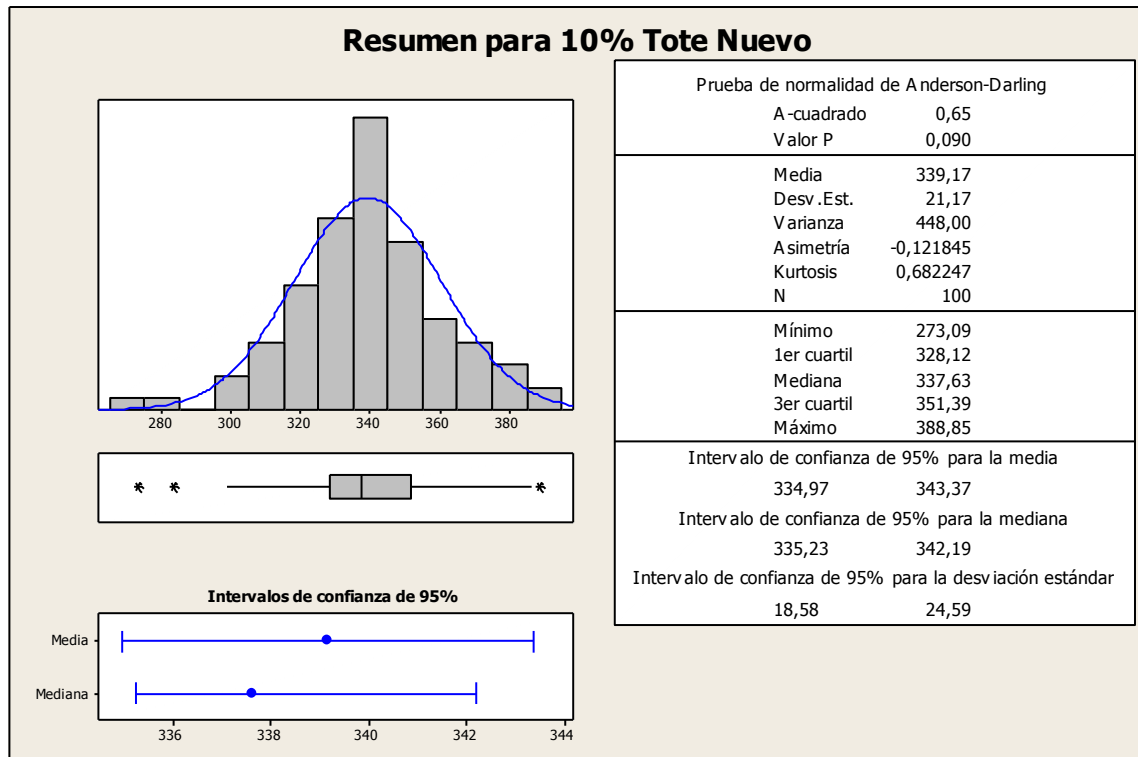 Resumen para 10% Tote Nuevo
280 300 320 340 360 380
Intervalos de confianza de 95%
Media
Mediana
336 338 340 342 344
Prueba de normalidad de Anderson-Darling
A-cuadrado 0,65
Valor P 0,090
Media 339,17
Desv.Est. 21,17
Varianza 448,00
Asimetría -0,121845
Kurtosis 0,682247
N 100
Mínimo 273,09
1er cuartil 328,12
Mediana 337,63
3er cuartil 351,39
Máximo 388,85
Intervalo de confianza de 95% para la media
334,97 343,37
Intervalo de confianza de 95% para la mediana
335,23 342,19
Intervalo de confianza de 95% para la desviación estándar
18,58 24,59